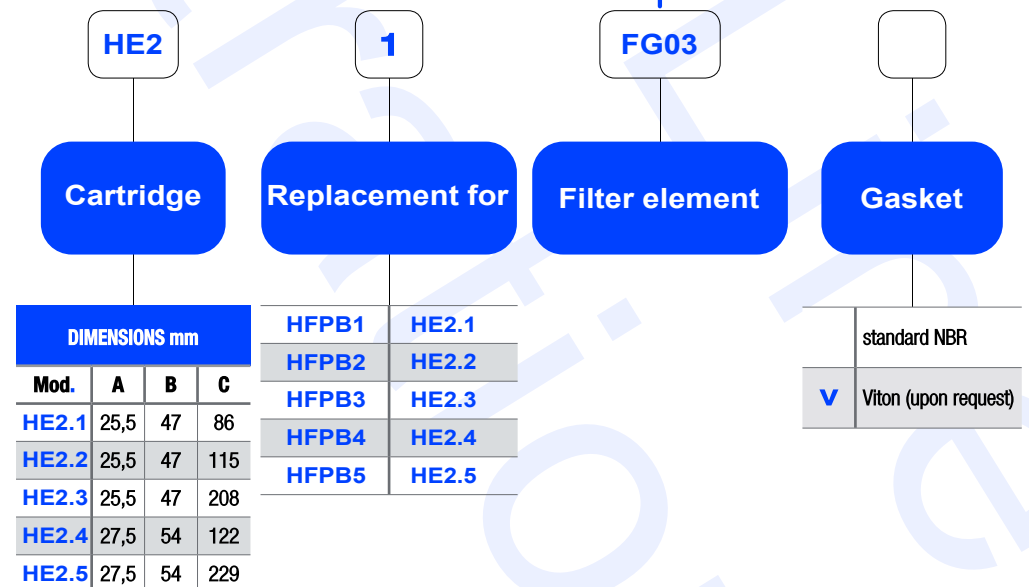 HE2 1 FG03
Cartridge Replacement for Filter element Gasket
DIMENSIONS mm
Mod. A B C
HE2.1 25,5 47 86
HE2.2 25,5 47 115
HE2.3 25,5 47 208
HE2.4 27,5 54 122
HE2.5 27,5 54 229
HFPB1 HE2.1
HFPB2 HE2.2
HFPB3 HE2.3
HFPB4 HE2.4
HFPB5 HE2.5
standard NBR
V Viton (upon request)